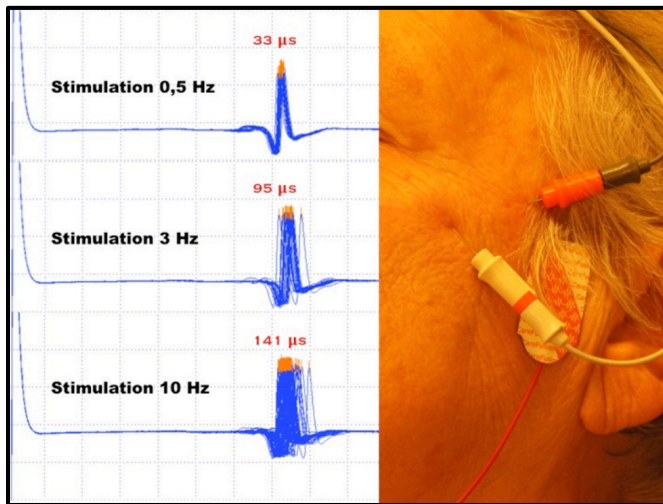 33 µs
Stimulation 0,5 Hz
95 µs
Stimulation 3 Hz
141 µs
Stimulation 10 Hz